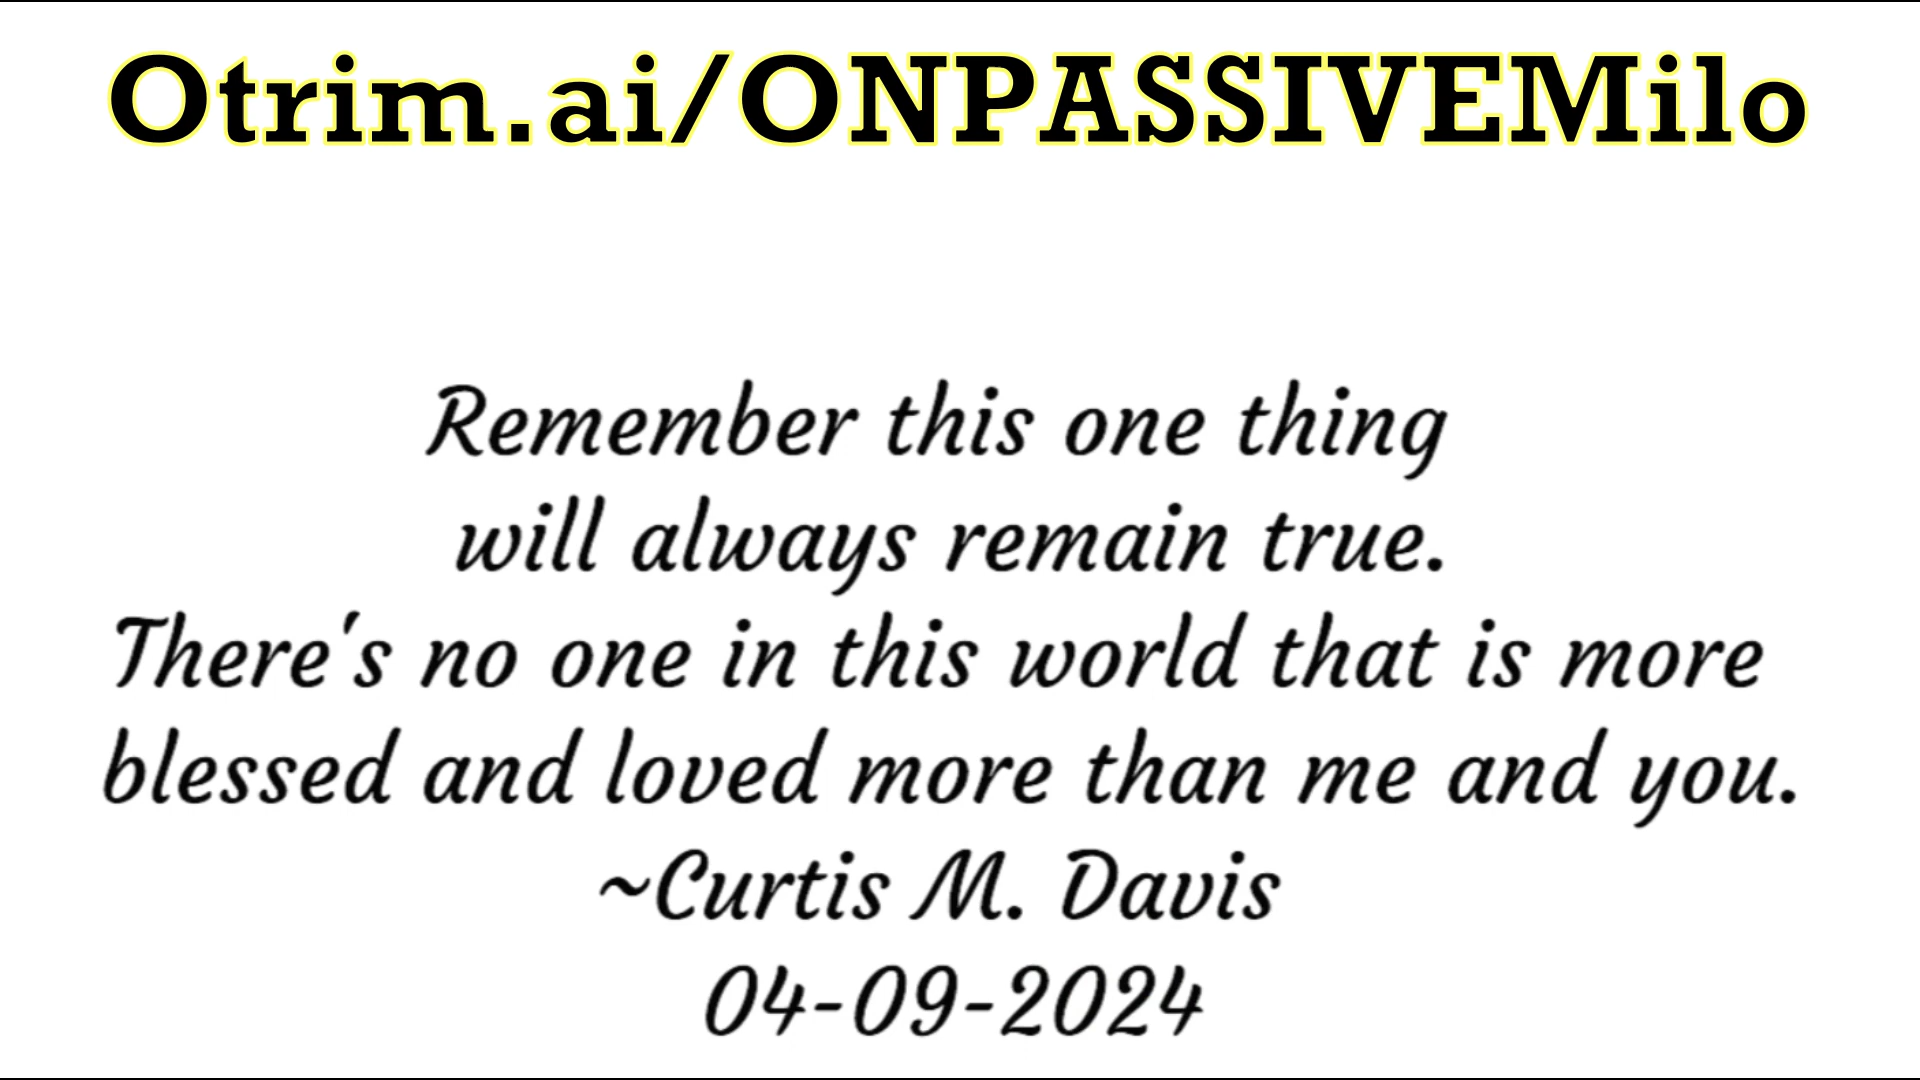 Otrim.ai/ONPASSIVEMilo
Remember this one thing
will always remain true.
There's no one in this world that is more
blessed and loved more than me and you.
~Curtis M. Davis
04-09-2024